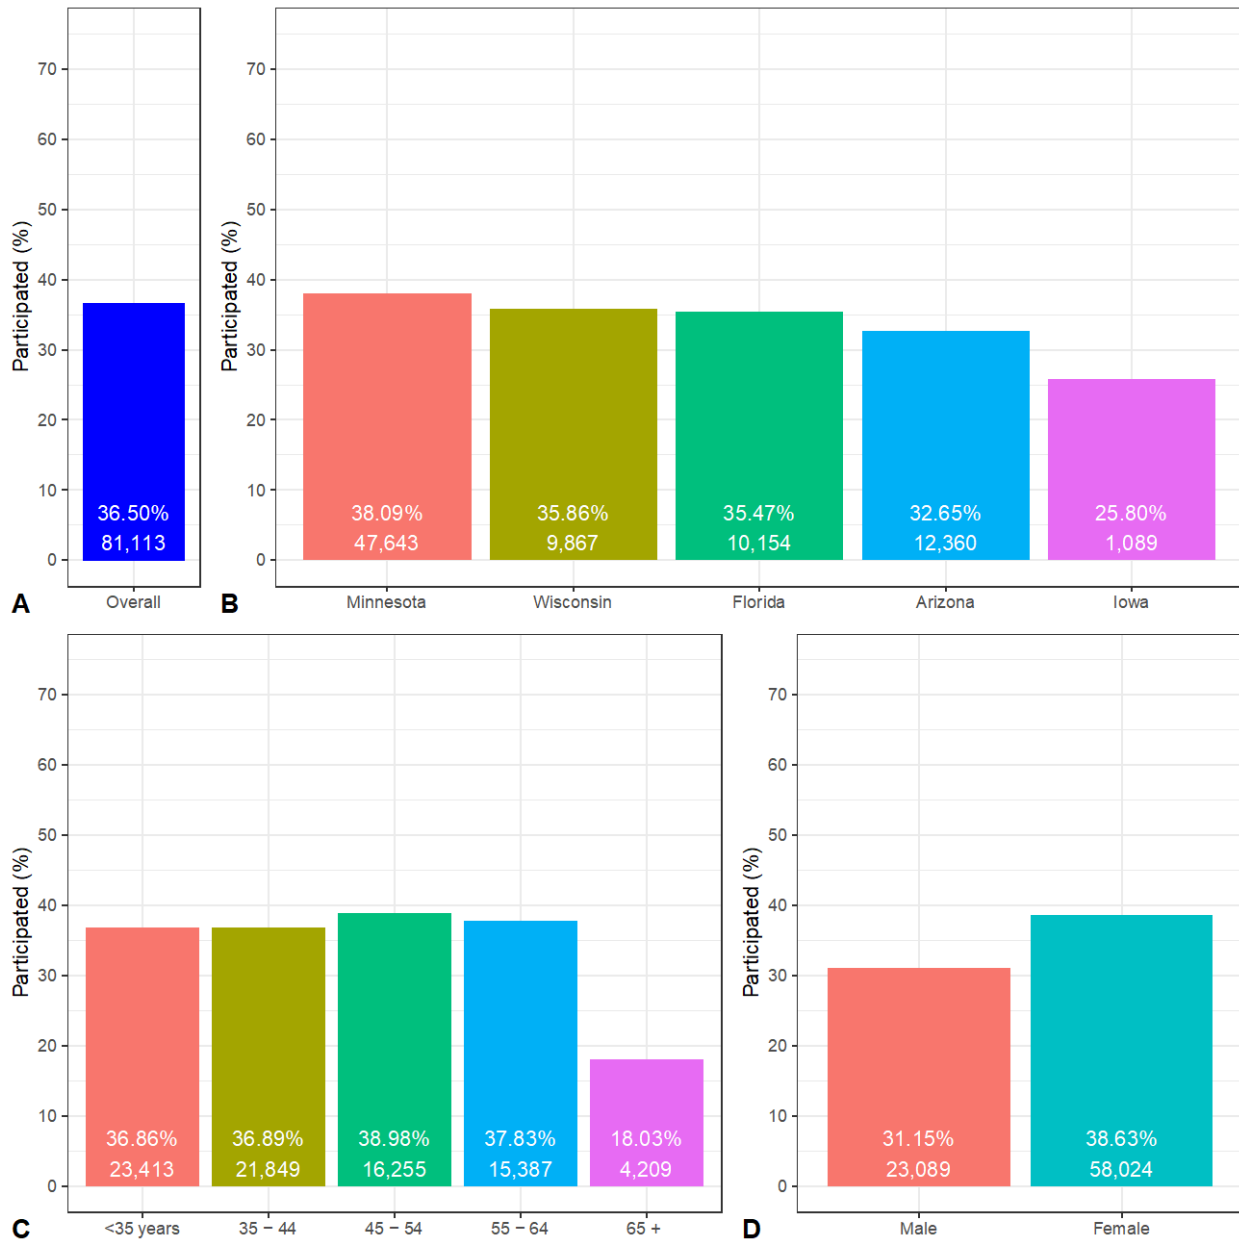 Participated (%)
70
60
50
40
30
20
10
0
36.50%
81,113
Overall
A
Participated (%)
70
60
50
40
30
20
10
0
38.09%
47,643
35.86%
9,867
35.47%
10,154
32.65%
12,360
25.80%
1,089
Minnesota
Wisconsin
Florida
Arizona
Iowa
B
Participated (%)
70
60
50
40
30
20
10
0
36.86%
23,413
36.89%
21,849
38.98%
16,255
37.83%
15,387
18.03%
4,209
<35 years
35 − 44
45 − 54
55 − 64
65 +
C
Participated (%)
70
60
50
40
30
20
10
0
31.15%
23,089
38.63%
58,024
Male
Female
D